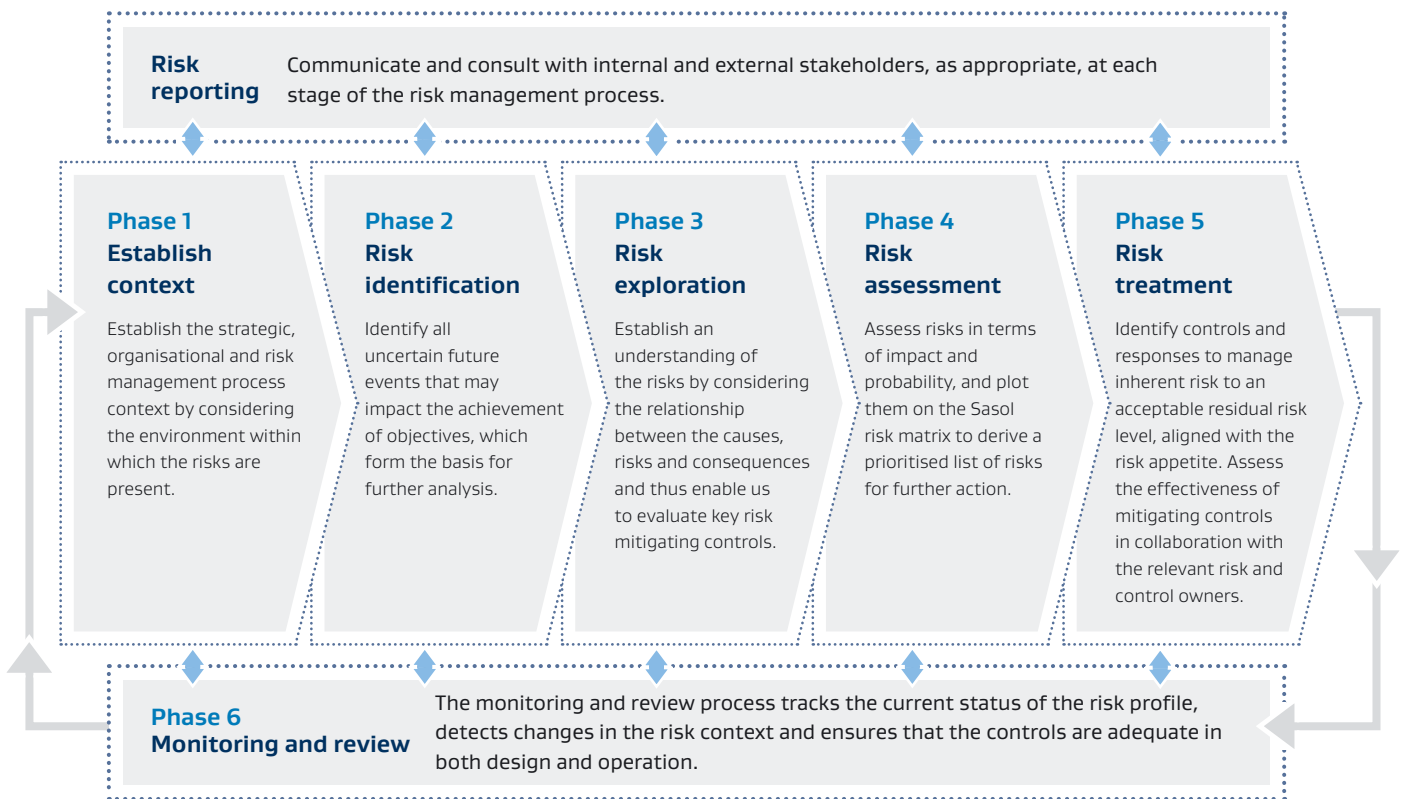 Risk
reporting
Communicate and consult with internal and external stakeholders, as appropriate, at each
stage of the risk management process.
Phase 1
Establish
context
Establish the strategic,
organisational and risk
management process
context by considering
the environment within
which the risks are
present.
Phase 2
Risk
identification
Identify all
uncertain future
events that may
impact the achievement
of objectives, which
form the basis for
further analysis.
Phase 3
Risk
exploration
Establish an
understanding of
the risks by considering
the relationship
between the causes,
risks and consequences
and thus enable us
to evaluate key risk
mitigating controls.
Phase 4
Risk
assessment
Assess risks in terms
of impact and
probability, and plot
them on the Sasol
risk matrix to derive a
prioritised list of risks
for further action.
Phase 5
Risk
treatment
Identify controls and
responses to manage
inherent risk to an
acceptable residual risk
level, aligned with the
risk appetite. Assess
the effectiveness of
mitigating controls
in collaboration with
the relevant risk and
control owners.
Phase 6
Monitoring and review
The monitoring and review process tracks the current status of the risk profile,
detects changes in the risk context and ensures that the controls are adequate in
both design and operation.